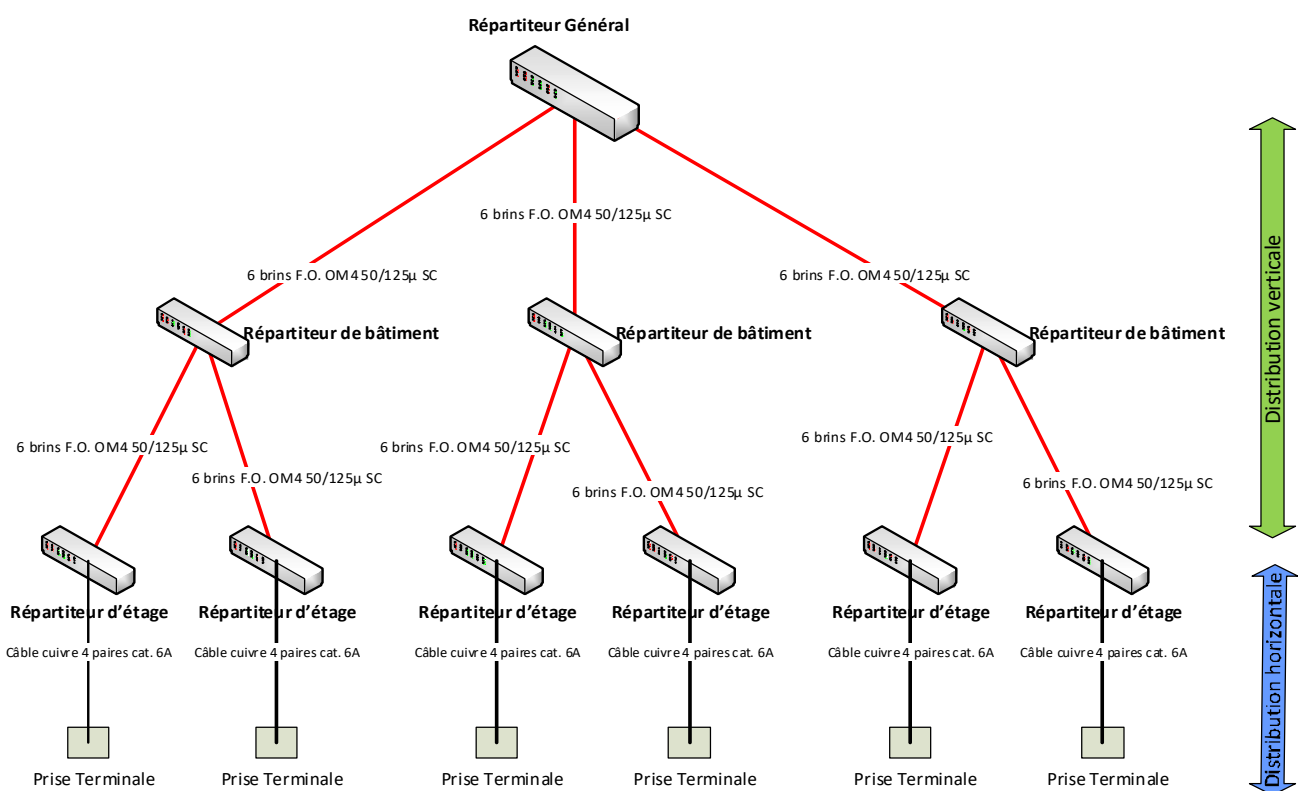 Répartiteur Général
6 brins F.O. OM4 50/125µ SC
6 brins F.O. OM4 50/125µ SC
6 brins F.O. OM4 50/125µ SC
Répartiteur de bâtiment
Répartiteur de bâtiment
Répartiteur de bâtiment
Distribution verticale
6 brins F.O. OM4 50/125µ SC
6 brins F.O. OM4 50/125µ SC
6 brins F.O. OM4 50/125µ SC
6 brins F.O. OM4 50/125µ SC
6 brins F.O. OM4 50/125µ SC
6 brins F.O. OM4 50/125µ SC
Répartiteur d’étage
Répartiteur d’étage
Répartiteur d’étage
Répartiteur d’étage
Répartiteur d’étage
Répartiteur d’étage
Câble cuivre 4 paires cat. 6A
Câble cuivre 4 paires cat. 6A
Câble cuivre 4 paires cat. 6A
Câble cuivre 4 paires cat. 6A
Câble cuivre 4 paires cat. 6A
Câble cuivre 4 paires cat. 6A
Distribution horizontale
Prise Terminale
Prise Terminale
Prise Terminale
Prise Terminale
Prise Terminale
Prise Terminale